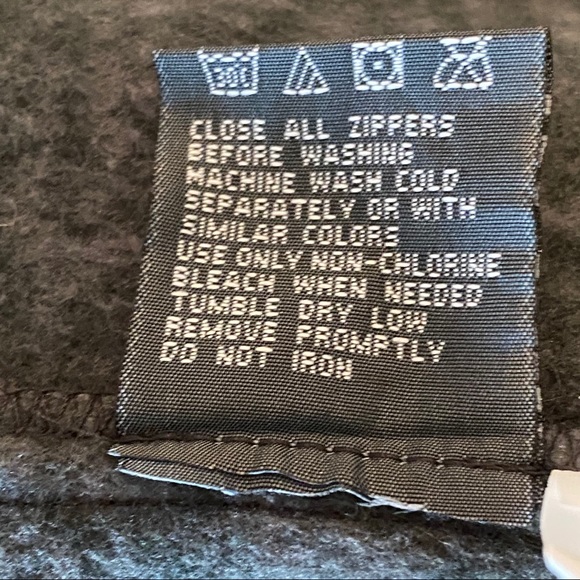 30C
CLOSE ALL ZIPPERS
BEFORE WASHING
MACHINE WASH COLD
SEPARATELY OR WITH
SIMILAR COLORS
USE ONLY NON-CHLORINE
BLEACH WHEN NEEDED
TUMBLE DRY LOW
REMOVE PROMPTLY
DO NOT IRON